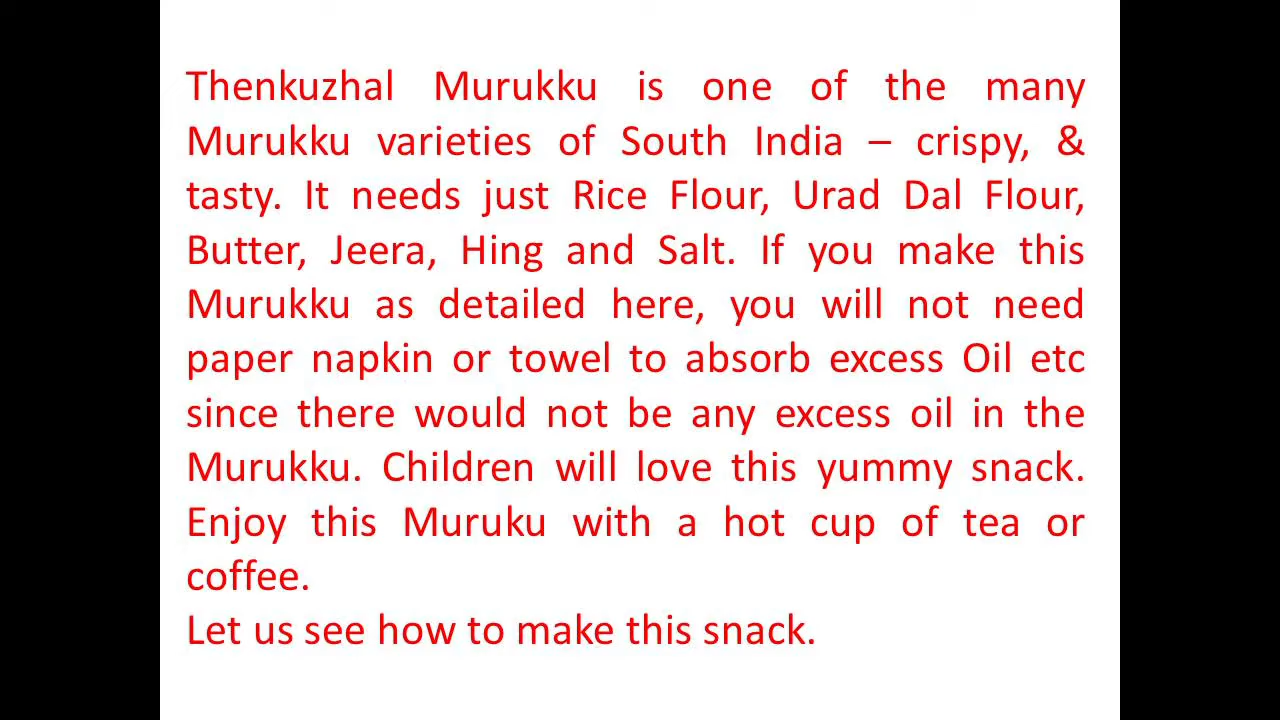 Thenkuzhal Murukku is one of the many
Murukku varieties of South India – crispy, &
tasty. It needs just Rice Flour, Urad Dal Flour,
Butter, Jeera, Hing and Salt. If you make this
Murukku as detailed here, you will not need
paper napkin or towel to absorb excess Oil etc
since there would not be any excess oil in the
Murukku. Children will love this yummy snack.
Enjoy this Muruku with a hot cup of tea or
coffee.
Let us see how to make this snack.